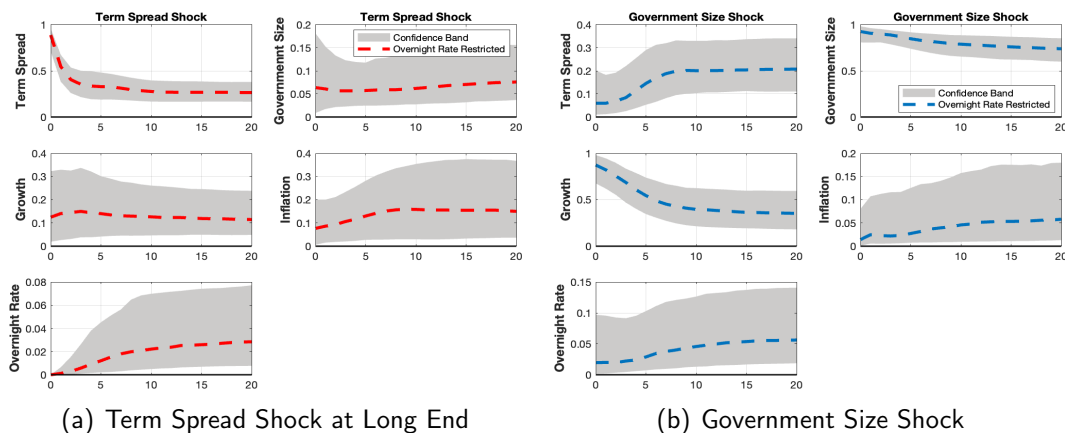 Term Spread Shock
Term Spread
1
0.5
0
0 5 10 15 20
Term Spread Shock
Government Size
0.2
0.15
0.1
0.05
0
0 5 10 15 20
Confidence Band
Overnight Rate Restricted
Growth
0.4
0.3
0.2
0.1
0
0 5 10 15 20
Inflation
0.4
0.3
0.2
0.1
0
0 5 10 15 20
Overnight Rate
0.08
0.06
0.04
0.02
0
0 5 10 15 20
(a) Term Spread Shock at Long End
Government Size Shock
Term Spread
0.4
0.3
0.2
0.1
0
0 5 10 15 20
Government Size Shock
Governmennt Size
1
0.5
0
0 5 10 15 20
Confidence Band
Overnight Rate Restricted
Growth
1
0.5
0
0 5 10 15 20
Inflation
0.2
0.15
0.1
0.05
0
0 5 10 15 20
Overnight Rate
0.15
0.1
0.05
0
0 5 10 15 20
(b) Government Size Shock